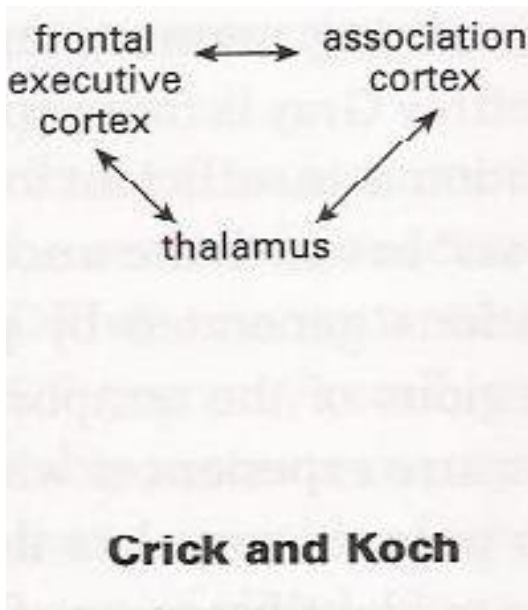 frontal
executive
cortex
association
cortex
thalamus
Crick and Koch